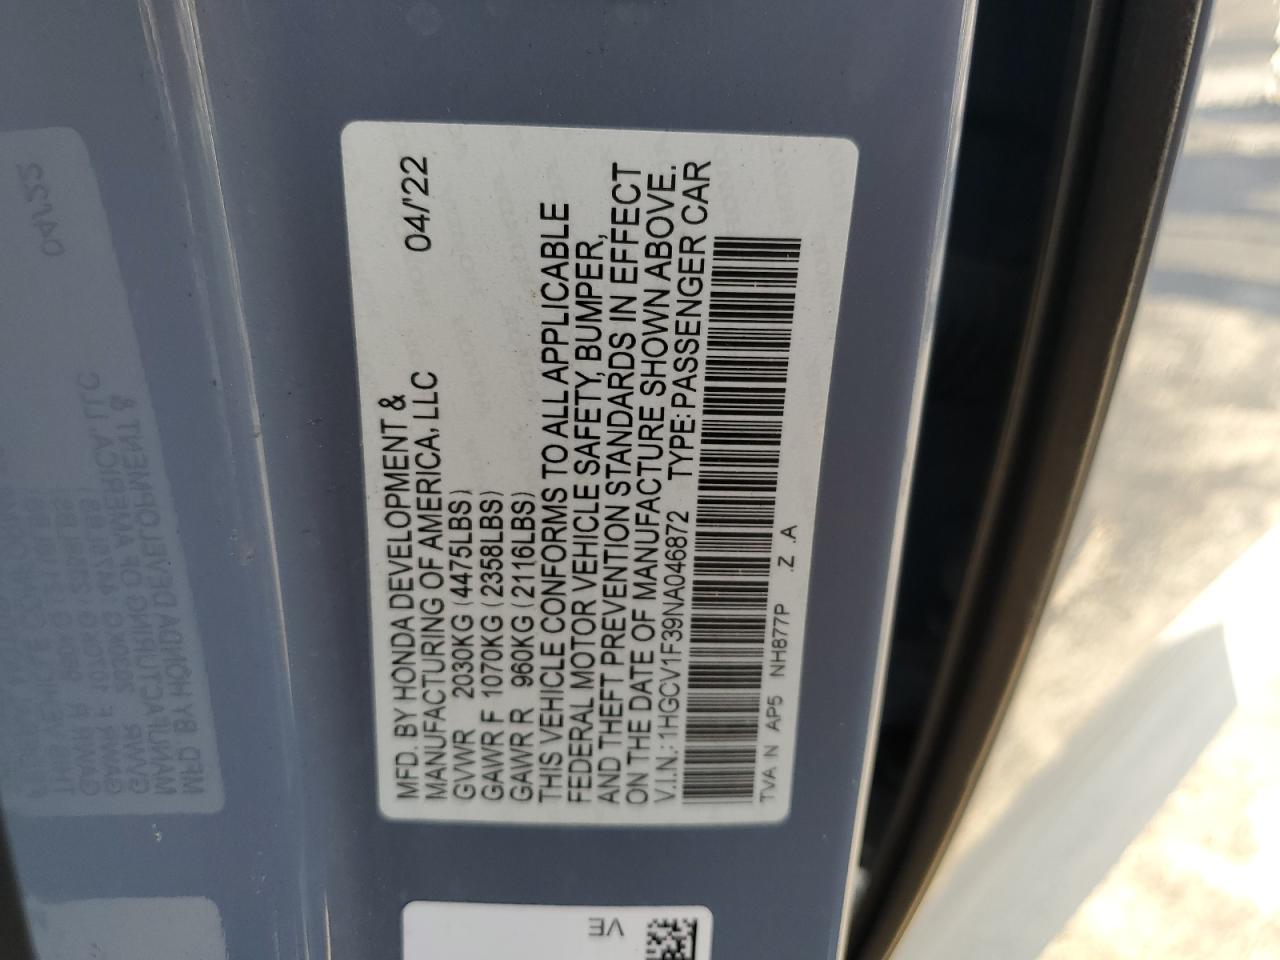 MFD. BY HONDA DEVELOPMENT &
MANUFACTURING OF AMERICA, LLC 04/'22
GVWR 2030KG (4475LBS)
GAWR F 1070KG (2358LBS)
GAWR R 960KG (2116LBS)
THIS VEHICLE CONFORMS TO ALL APPLICABLE
FEDERAL MOTOR VEHICLE SAFETY, BUMPER,
AND THEFT PREVENTION STANDARDS IN EFFECT
ON THE DATE OF MANUFACTURE SHOWN ABOVE.
V.I.N.: 1HGCV1F39NA046872 TYPE: PASSENGER CAR
TVA N AP5 NH877P .Z .A
VE